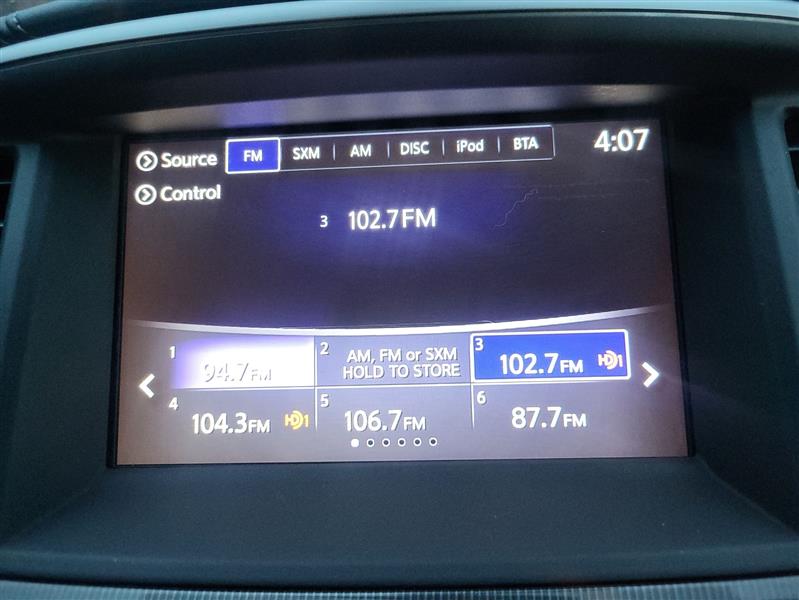 Source FM SXM AM DISC iPod BTA 4:07
Control
3 102.7FM
1 94.7FM
2 AM, FM or SXM
HOLD TO STORE
3 102.7FM HD1
4 104.3FM HD1
5 106.7FM
6 87.7FM